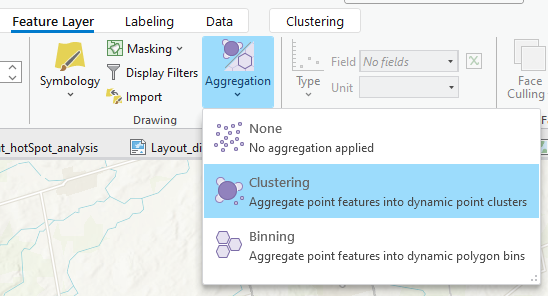 Feature Layer Labeling Data Clustering
Symbology
Masking
Display Filters
Import
Aggregation
Drawing
Type
Field No fields
Unit
Face
Culling
t_hotSpot_analysis
Layout_di
None
No aggregation applied
Clustering
Aggregate point features into dynamic point clusters
Binning
Aggregate point features into dynamic polygon bins